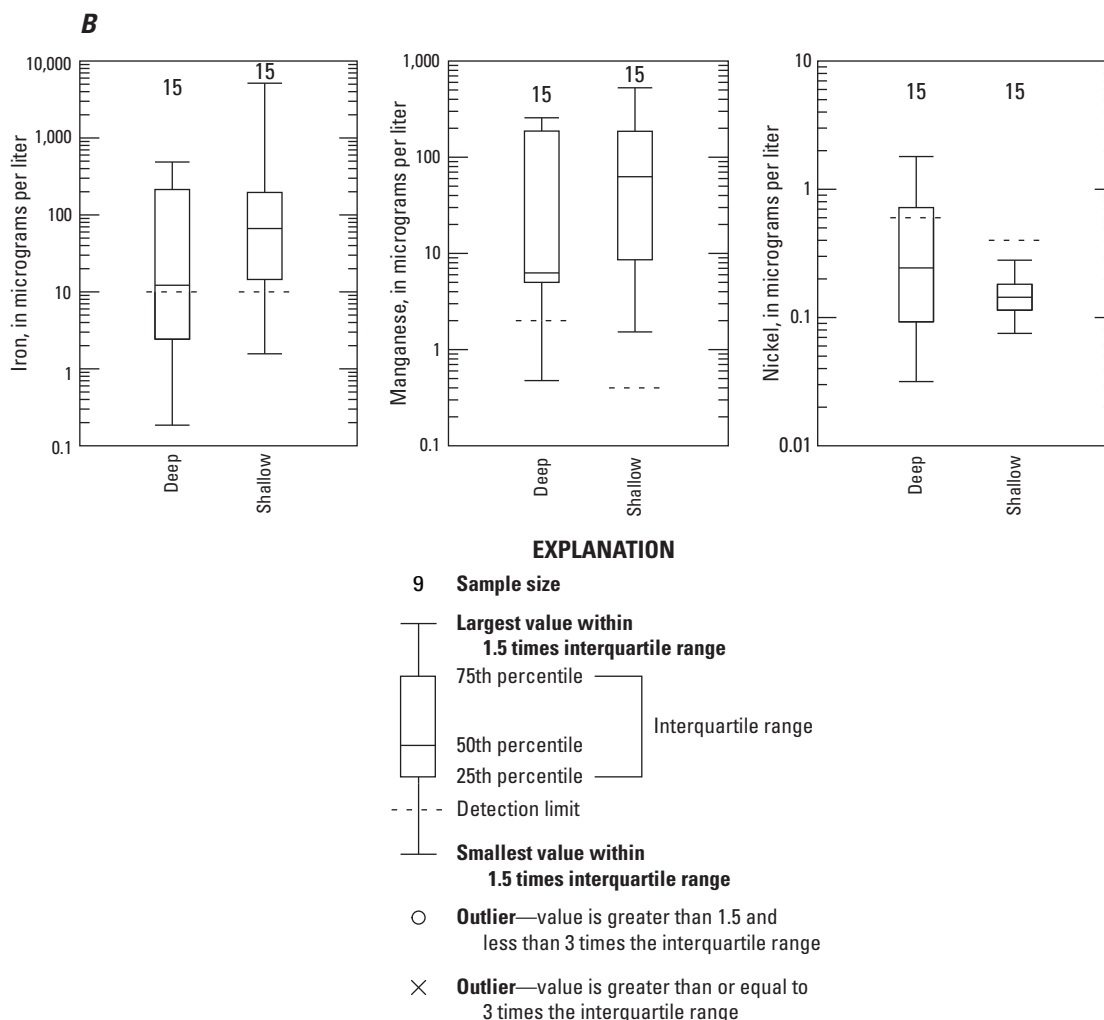 B
Iron, in micrograms per liter
10,000
1,000
100
10
1
0.1
15
15
Deep
Shallow
Manganese, in micrograms per liter
1,000
100
10
1
0.1
15
15
Deep
Shallow
Nickel, in micrograms per liter
10
1
0.1
0.01
15
15
Deep
Shallow
EXPLANATION
9 Sample size
Largest value within
1.5 times interquartile range
75th percentile
Interquartile range
50th percentile
25th percentile
Detection limit
Smallest value within
1.5 times interquartile range
Outlier—value is greater than 1.5 and
less than 3 times the interquartile range
Outlier—value is greater than or equal to
3 times the interquartile range